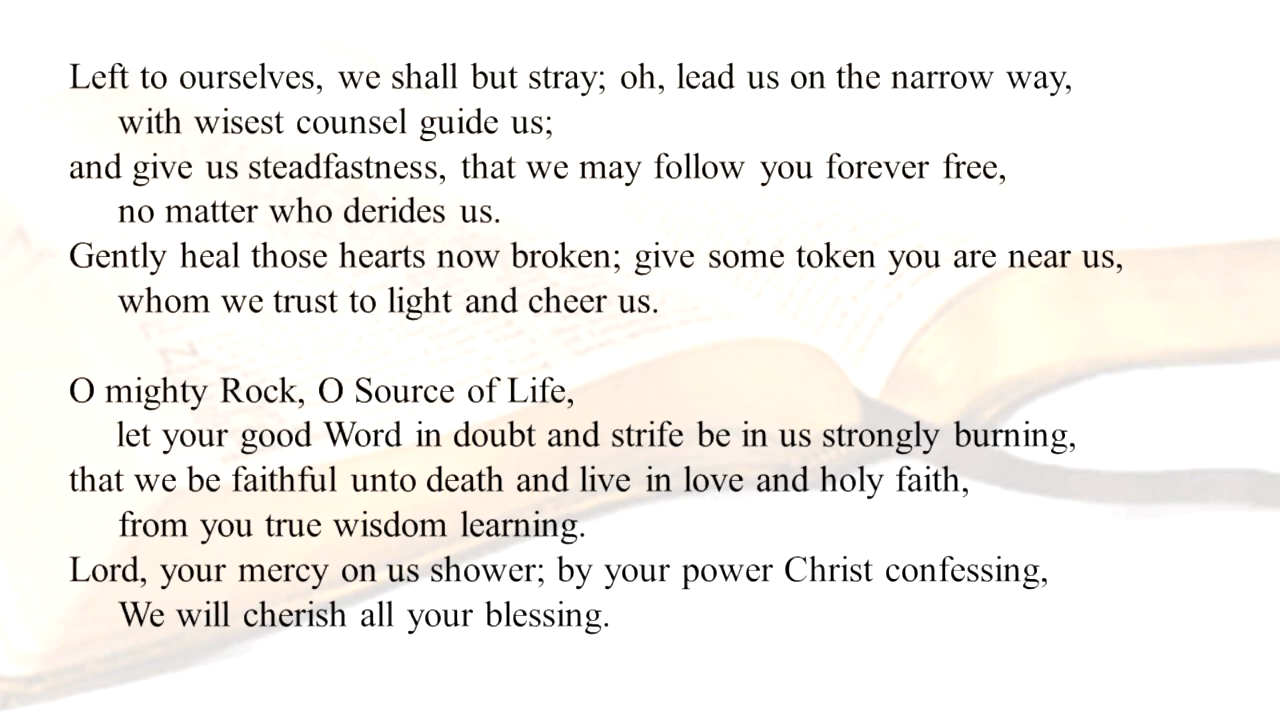 Left to ourselves, we shall but stray; oh, lead us on the narrow way,
with wisest counsel guide us;
and give us steadfastness, that we may follow you forever free,
no matter who derides us.
Gently heal those hearts now broken; give some token you are near us,
whom we trust to light and cheer us.
O mighty Rock, O Source of Life,
let your good Word in doubt and strife be in us strongly burning,
that we be faithful unto death and live in love and holy faith,
from you true wisdom learning.
Lord, your mercy on us shower; by your power Christ confessing,
We will cherish all your blessing.